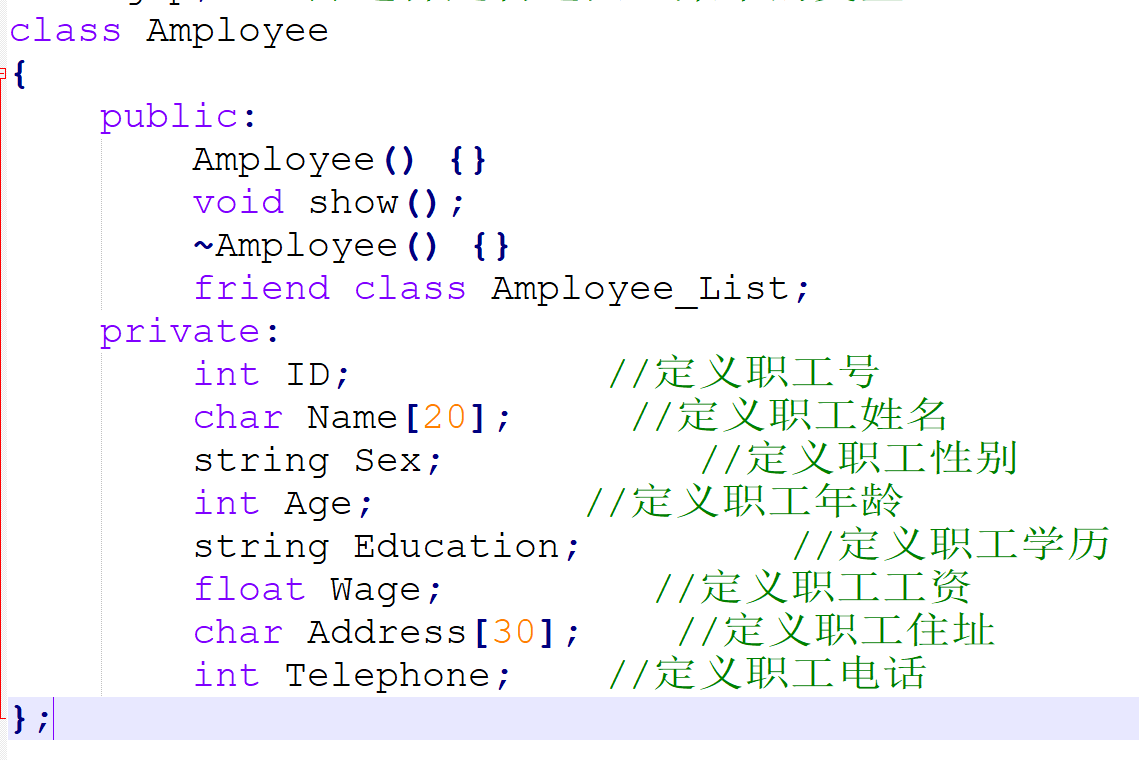 class Amployee
{
public:
Amployee() {}
void show();
~Amployee() {}
friend class Amployee_List;
private:
int ID; //定义职工号
char Name[20]; //定义职工姓名
string Sex; //定义职工性别
int Age; //定义职工年龄
string Education; //定义职工学历
float Wage; //定义职工工资
char Address[30]; //定义职工住址
int Telephone; //定义职工电话
};